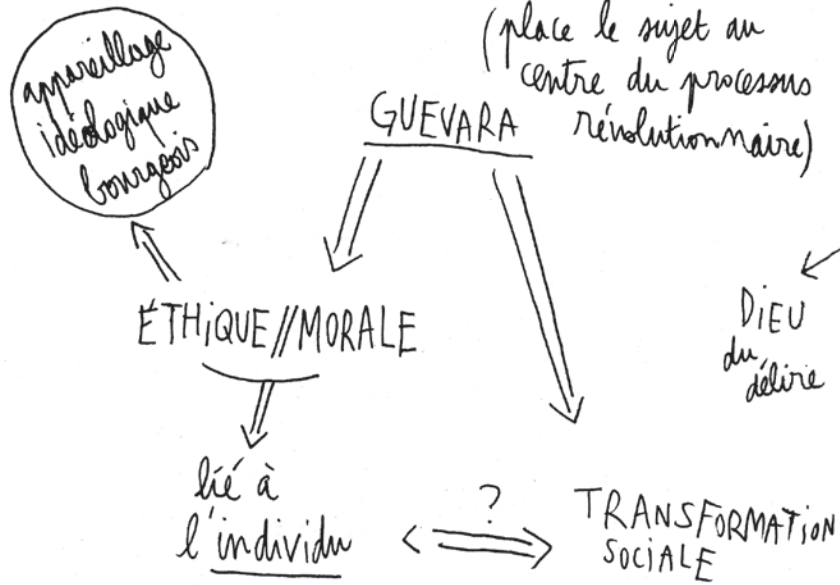 appareillage
idéologique
bourgeois
GUEVARA
(place le sujet au
centre du processus
révolutionnaire)
ÉTHIQUE//MORALE
lié à
l'individu
?
TRANSFORMATION
SOCIALE
DIEU
du
délire